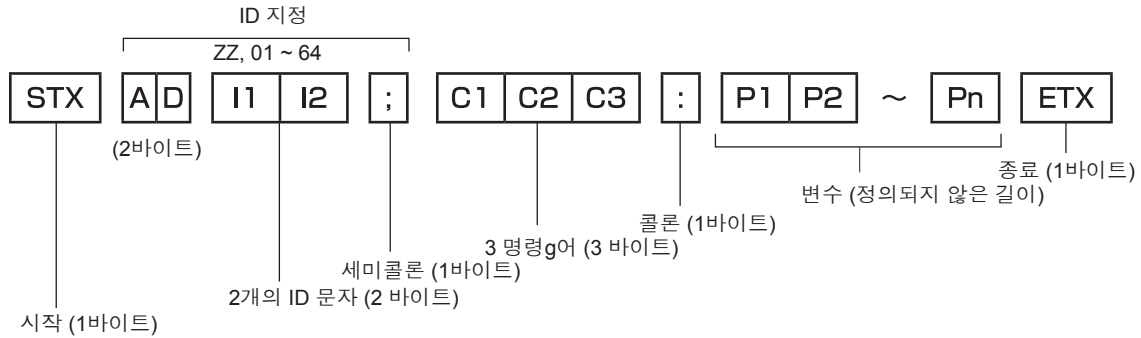 ID 지정
ZZ, 01 ~ 64
STX A D I1 I2 ; C1 C2 C3 : P1 P2 ~ Pn ETX
(2바이트)
종료 (1바이트)
변수 (정의되지 않은 길이)
콜론 (1바이트)
3 명령g어 (3 바이트)
세미콜론 (1바이트)
2개의 ID 문자 (2 바이트)
시작 (1바이트)